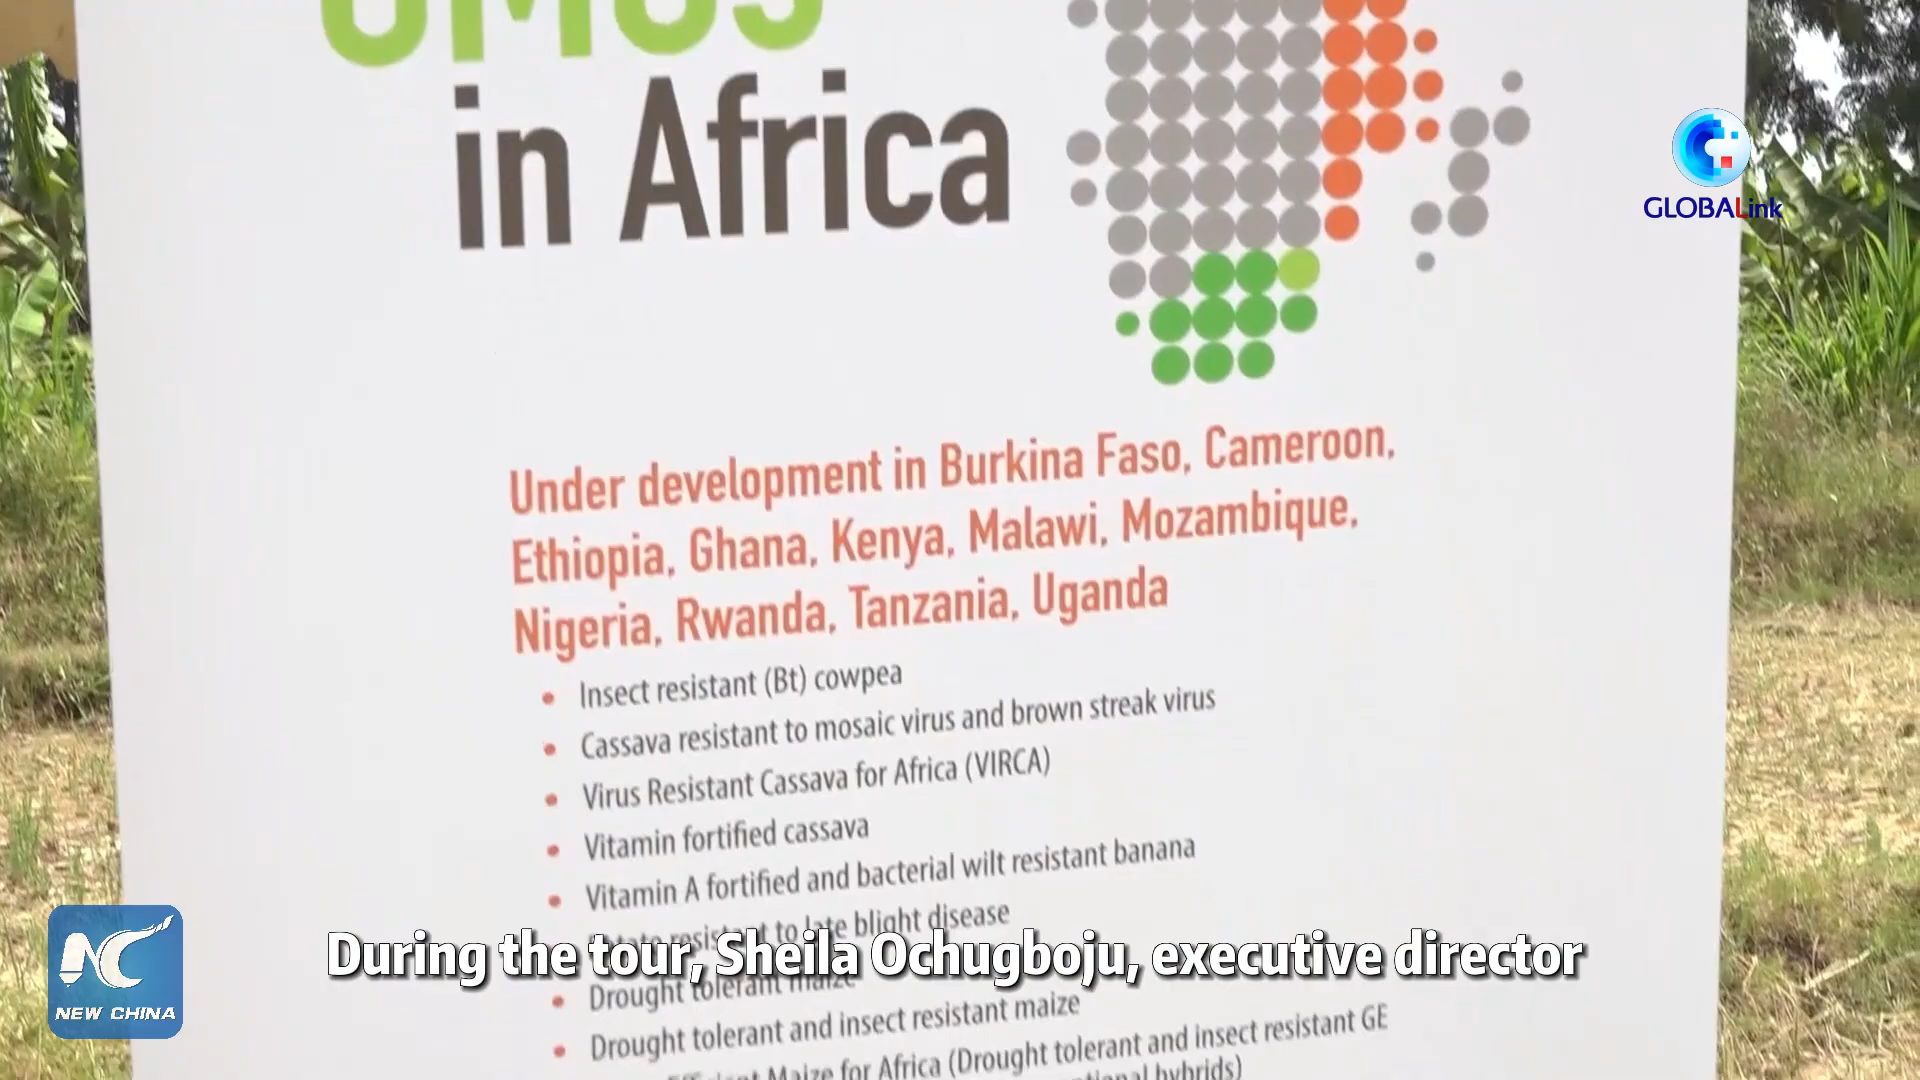 GMOs
in Africa
GLOBALink
Under development in Burkina Faso, Cameroon,
Ethiopia, Ghana, Kenya, Malawi, Mozambique,
Nigeria, Rwanda, Tanzania, Uganda
• Insect resistant (Bt) cowpea
• Cassava resistant to mosaic virus and brown streak virus
• Virus Resistant Cassava for Africa (VIRCA)
• Vitamin fortified cassava
• Vitamin A fortified and bacterial wilt resistant banana
resistant to late blight disease
During the tour, Sheila Ochugboju, executive director
• Drought tolerant maize
• Drought tolerant and insect resistant maize
Maize for Africa (Drought tolerant and insect resistant GE
hybrids)
NC
NEW CHINA